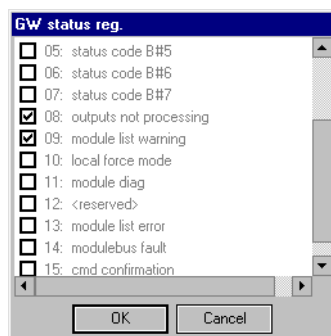 GW status reg.
05: status code B#5
06: status code B#6
07: status code B#7
08: outputs not processing
09: module list warning
10: local force mode
11: module diag
12: <reserved>
13: module list error
14: modulebus fault
15: cmd confirmation
OK
Cancel